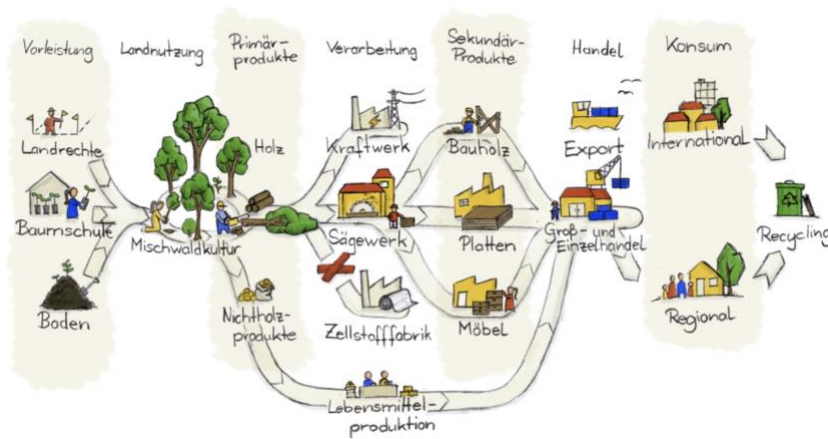 Vorleistung
Landnutzung
Primär-
produkte
Verarbeitung
Sekundär-
Produkte
Handel
Konsum
Landrechte
Baumschule
Boden
Mischwaldkultur
Holz
Nichtholz-
produkte
Kraftwerk
Sägewerk
Zellstofffabrik
Lebensmittel-
produktion
Bauholz
Platten
Möbel
Export
Groß- und
Einzelhandel
International
Regional
Recycling